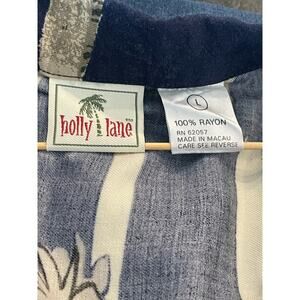 holly lane
L
100% RAYON
RN 62057
MADE IN MACAU
CARE SEE REVERSE